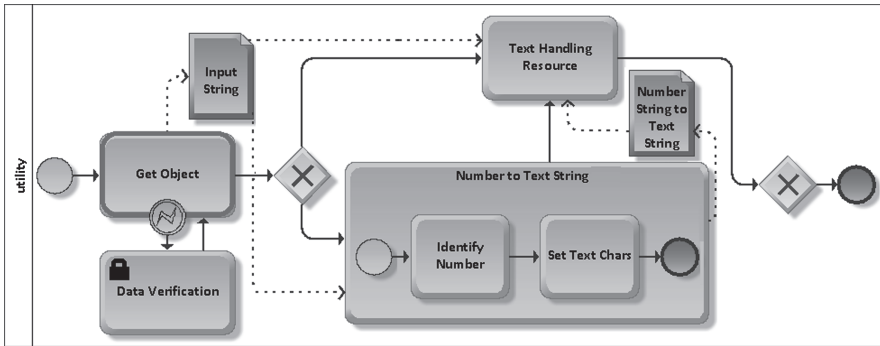 utility
Input
String
Text Handling
Resource
Number
String to
Text
String
Get Object
Number to Text String
Identify
Number
Set Text Chars
Data Verification